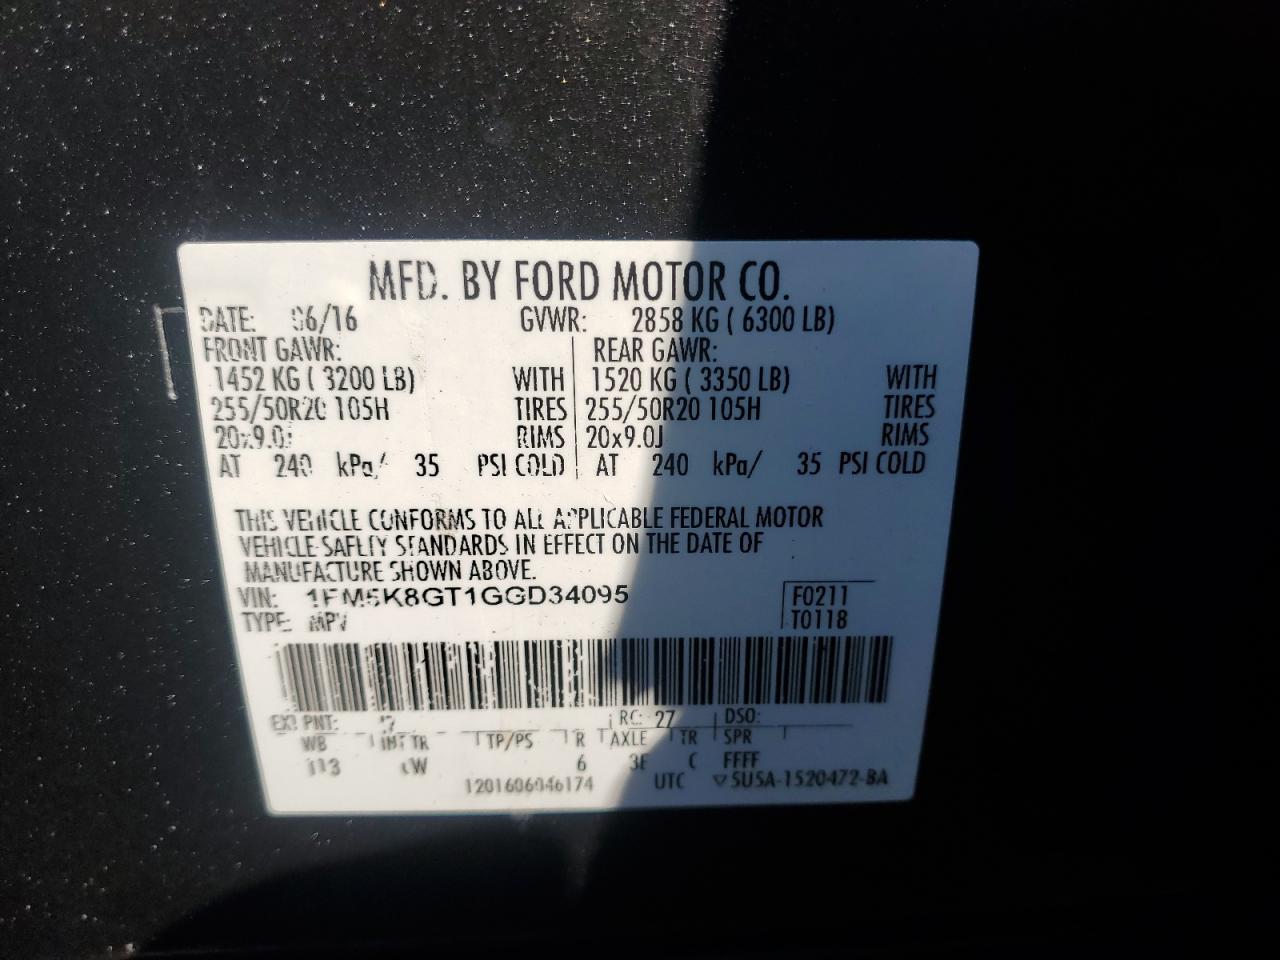 MFD. BY FORD MOTOR CO.
DATE: 06/16 GVWR: 2858 KG ( 6300 LB)
FRONT GAWR: REAR GAWR:
1452 KG ( 3200 LB) WITH 1520 KG ( 3350 LB) WITH
255/50R20 105H TIRES 255/50R20 105H TIRES
20x9.0J RIMS 20x9.0J RIMS
AT 240 kPa/ 35 PSI COLD AT 240 kPa/ 35 PSI COLD
THIS VEHICLE CONFORMS TO ALL APPLICABLE FEDERAL MOTOR
VEHICLE SAFETY STANDARDS IN EFFECT ON THE DATE OF
MANUFACTURE SHOWN ABOVE.
VIN: 1FM5K8GT1GGD34095 F0211
TYPE: MPV T0118
EXT PNT: RC: 27 DSO:
WB INT TR TP/PS R AXLE TR SPR
113 6 FFFF
1201606046174 UTC ▽5U5A-1520472-BA